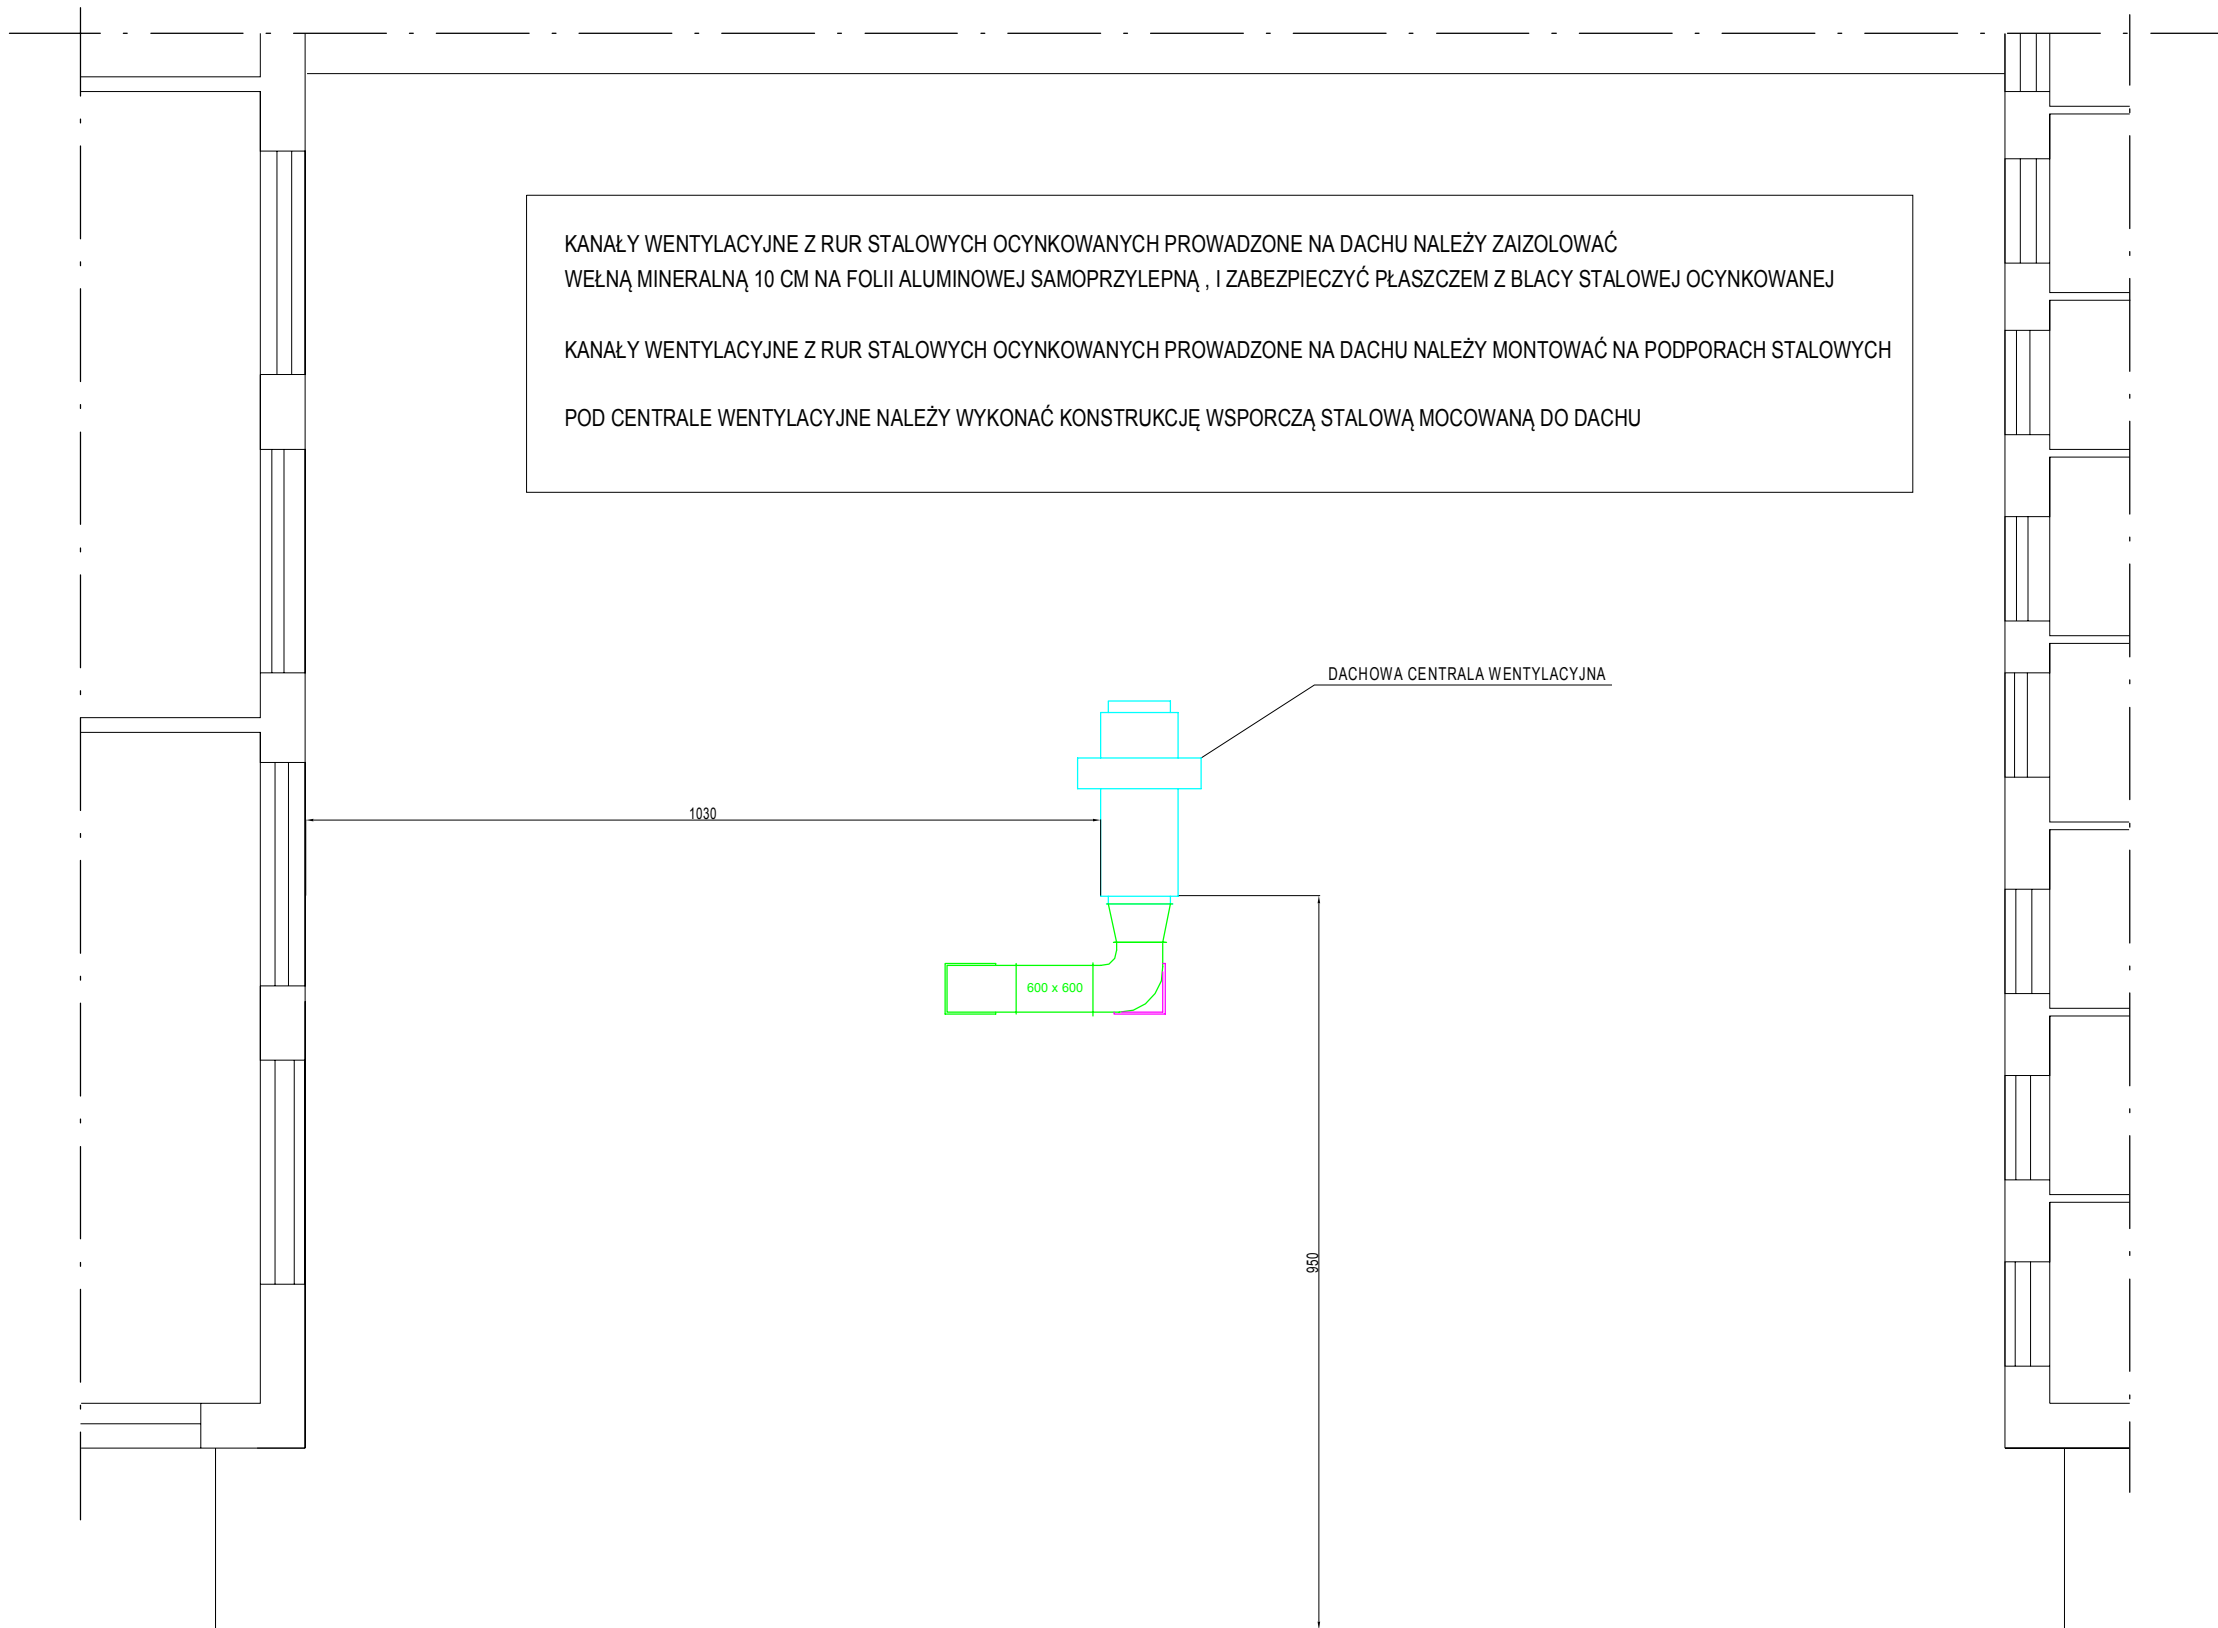 KANAŁY WENTYLACYJNE Z RUR STALOWYCH OCYNKOWANYCH PROWADZONE NA DACHU NALEŻY ZAIZOLOWAĆ
WEŁNĄ MINERALNĄ 10 CM NA FOLII ALUMINOWEJ SAMOPRZYLEPNĄ , I ZABEZPIECZYĆ PŁASZCZEM Z BLACY STALOWEJ OCYNKOWANEJ
KANAŁY WENTYLACYJNE Z RUR STALOWYCH OCYNKOWANYCH PROWADZONE NA DACHU NALEŻY MONTOWAĆ NA PODPORACH STALOWYCH
POD CENTRALE WENTYLACYJNE NALEŻY WYKONAĆ KONSTRUKCJĘ WSPORCZĄ STALOWĄ MOCOWANĄ DO DACHU
DACHOWA CENTRALA WENTYLACYJNA
1030
600 x 600
950